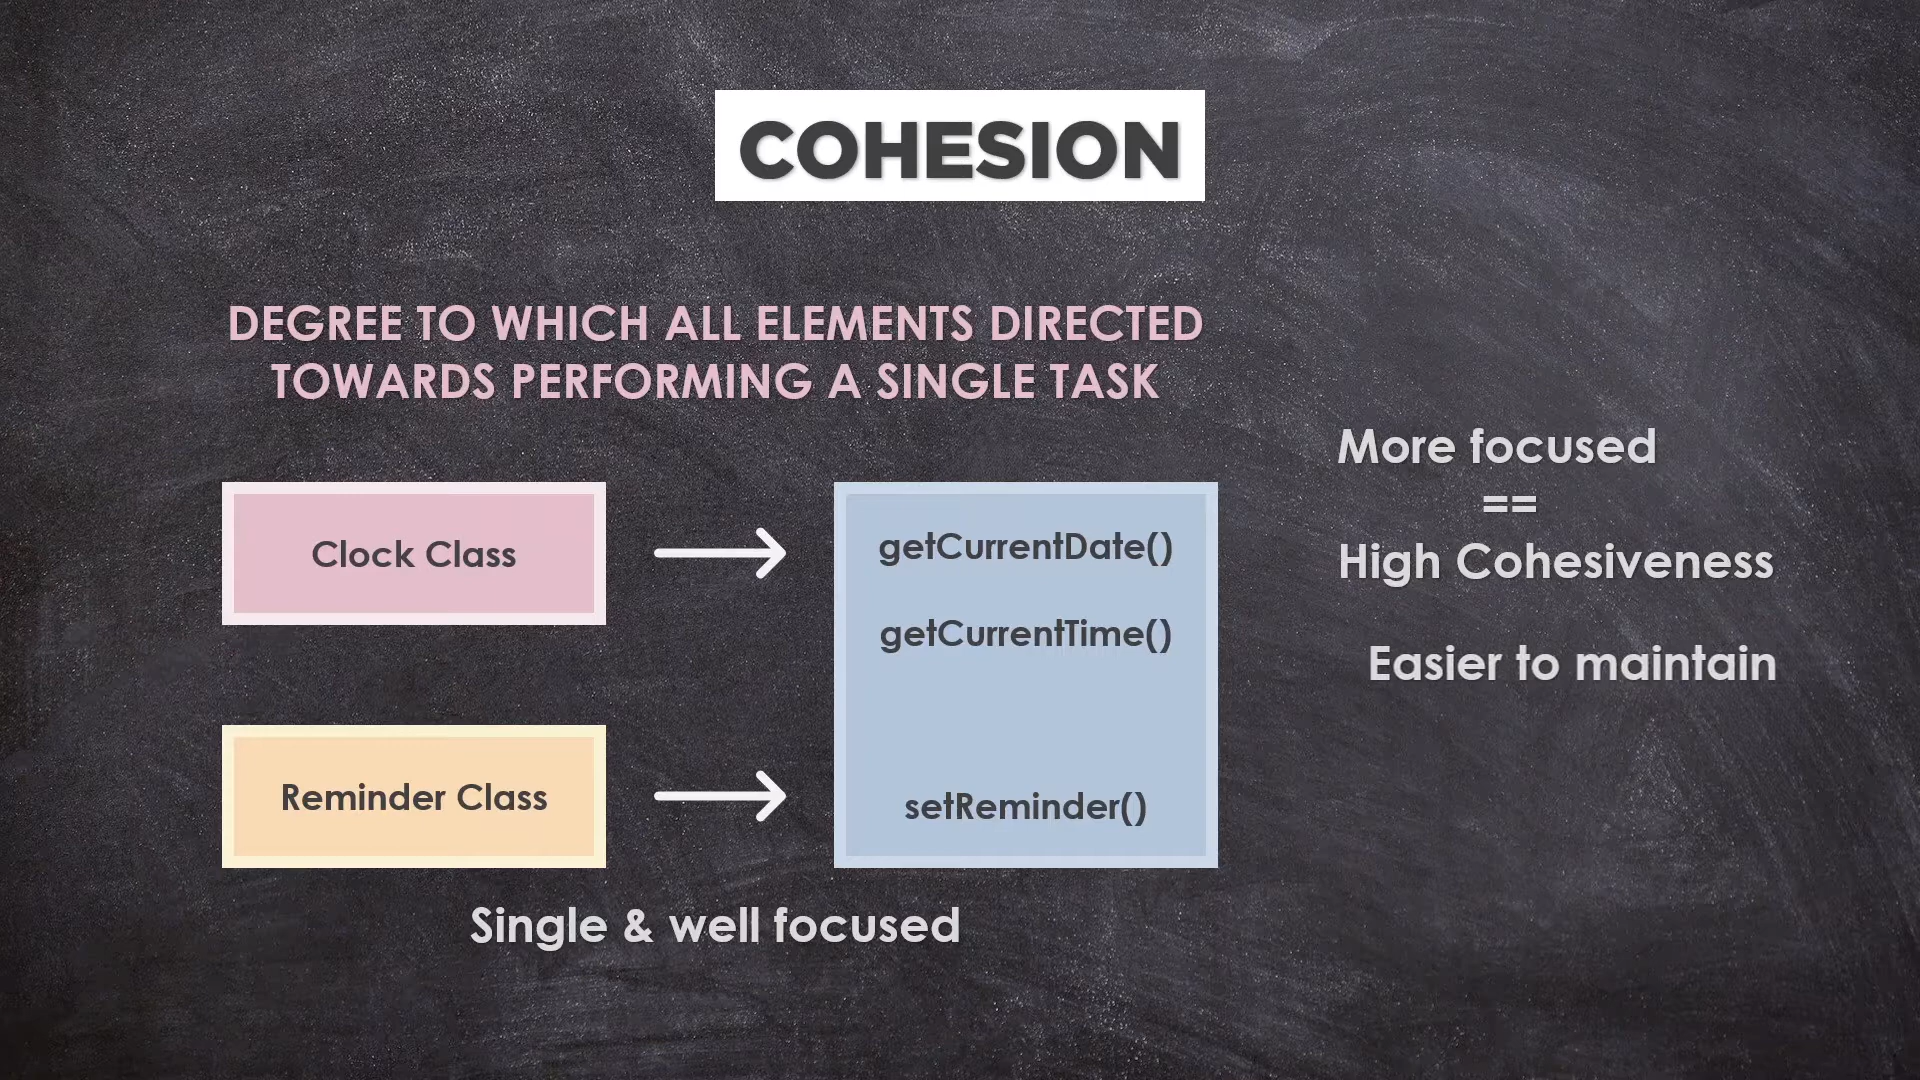 COHESION
DEGREE TO WHICH ALL ELEMENTS DIRECTED
TOWARDS PERFORMING A SINGLE TASK
Clock Class
getCurrentDate()
getCurrentTime()
Reminder Class
setReminder()
Single & well focused
More focused
==
High Cohesiveness
Easier to maintain